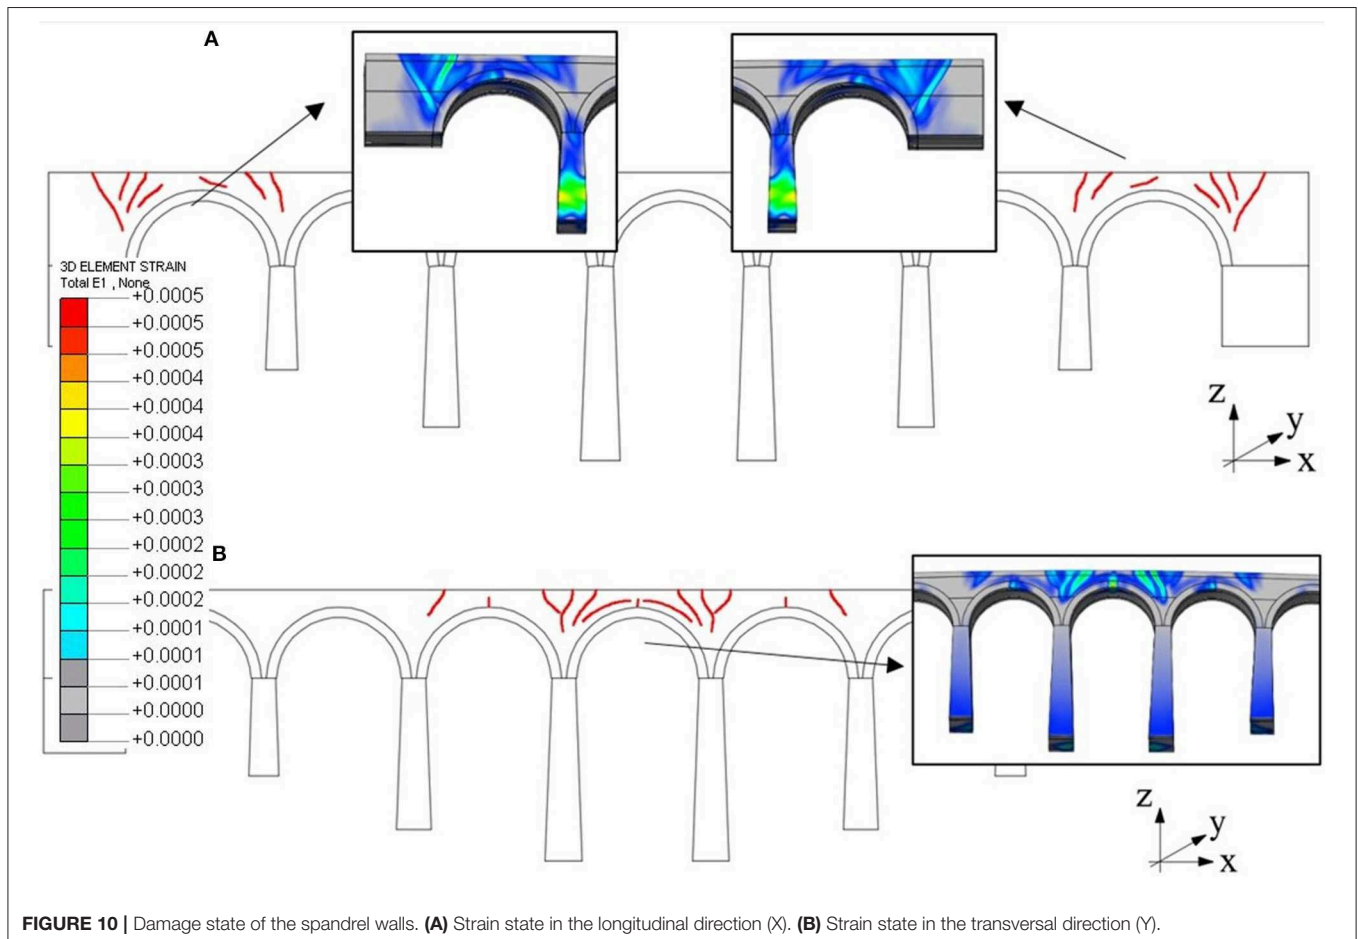 A
3D ELEMENT STRAIN
Total E1 , None
+0.0005
+0.0005
+0.0005
+0.0004
+0.0004
+0.0004
+0.0003
+0.0003
+0.0003
+0.0002
+0.0002
+0.0002
+0.0001
+0.0001
+0.0001
+0.0000
+0.0000
z
y
x
B
z
y
x
FIGURE 10 | Damage state of the spandrel walls. (A) Strain state in the longitudinal direction (X). (B) Strain state in the transversal direction (Y).